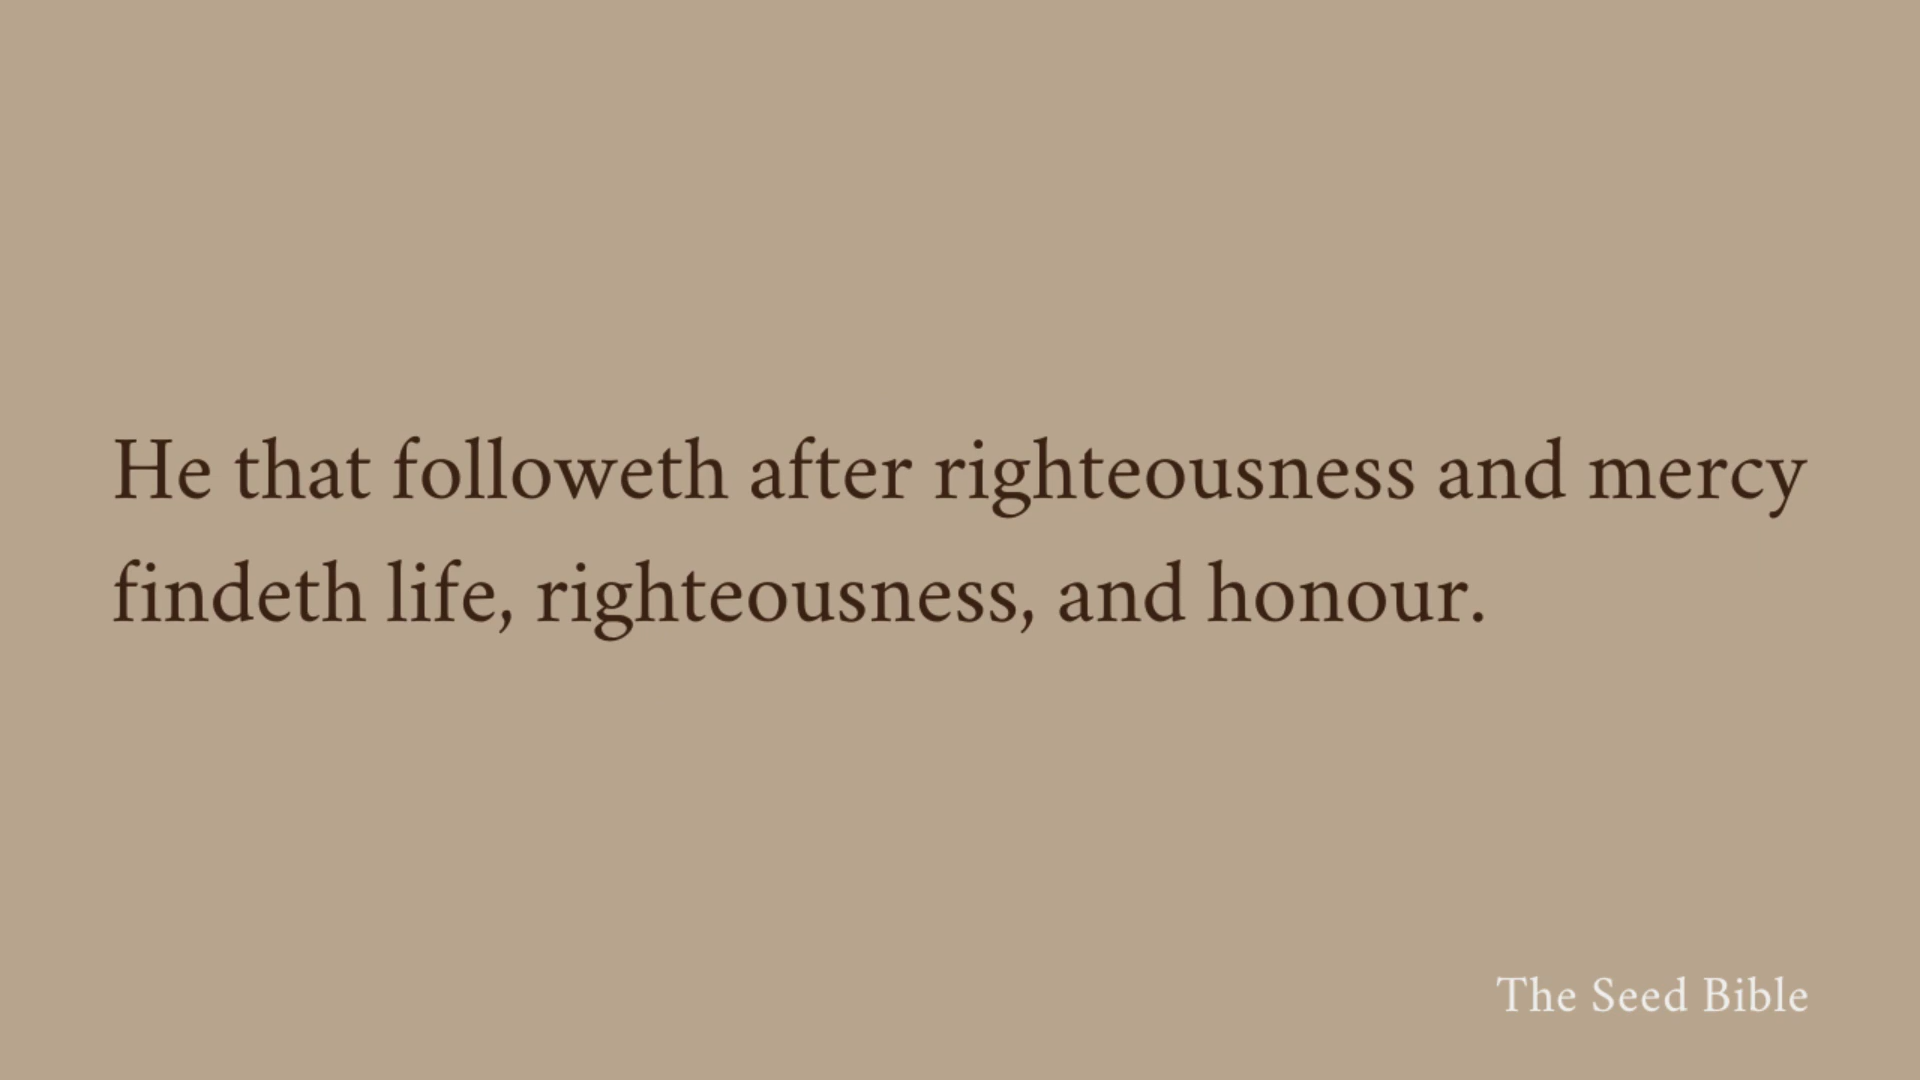 He that followeth after righteousness and mercy
findeth life, righteousness, and honour.
The Seed Bible